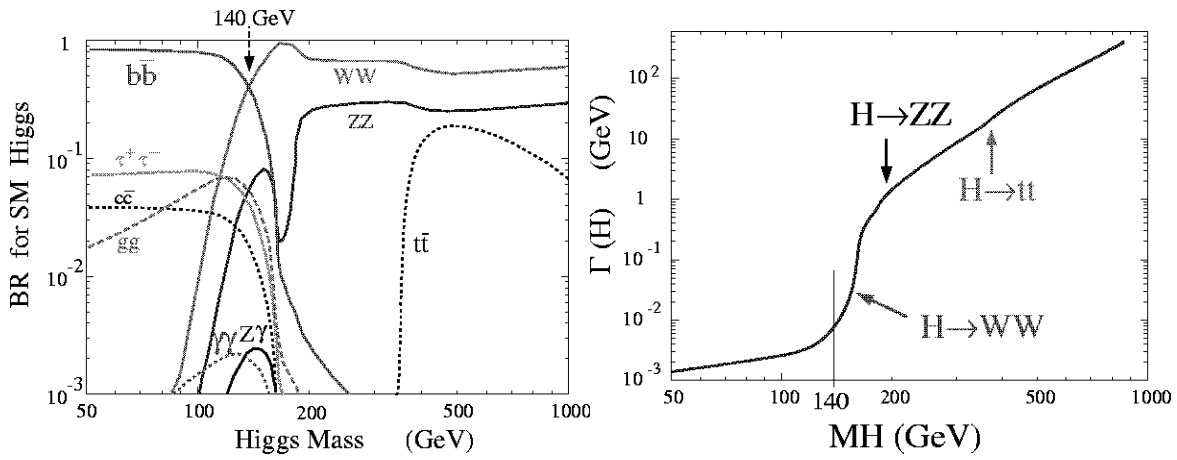 140 GeV
BR for SM Higgs
1
10⁻¹
10⁻²
10⁻³
bb̄
WW
ZZ
τ⁺τ⁻
cc̄
gg
tt̄
γγ
Zγ
50
100
200
500
1000
Higgs Mass (GeV)
Γ (H) (GeV)
10²
10
1
10⁻¹
10⁻²
10⁻³
H→ZZ
H→tt
H→WW
50
100
140
200
500
1000
MH (GeV)